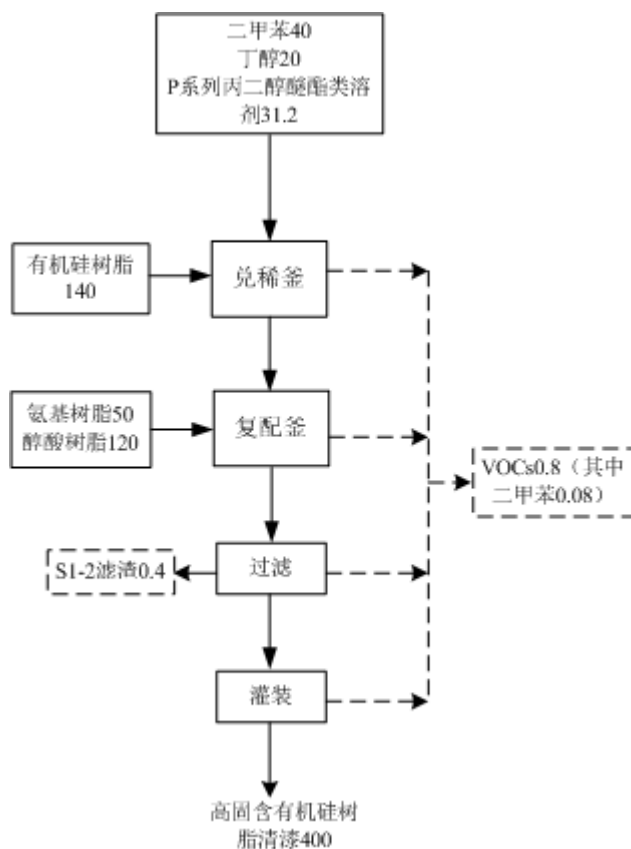 二甲苯40
丁醇20
P系列丙二醇醚酯类溶
剂31.2
有机硅树脂
140
兑稀釜
氨基树脂50
醇酸树脂120
复配釜
VOCs0.8（其中
二甲苯0.08）
S1-2滤渣0.4
过滤
灌装
高固含有机硅树
脂清漆400